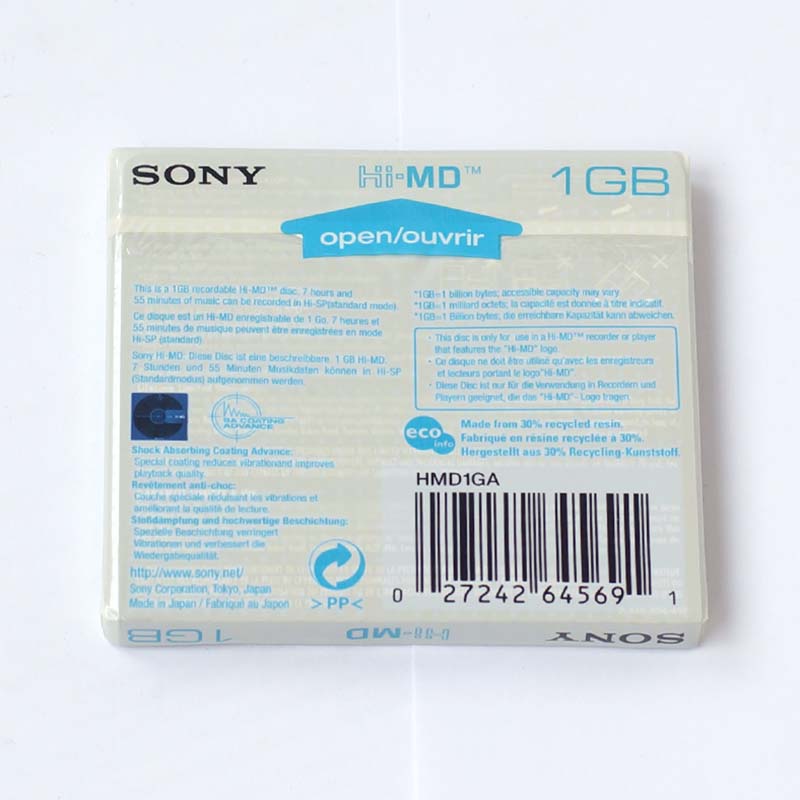 SONY Hi-MD™ 1GB
open/ouvrir
This is a 1GB recordable Hi-MD™ disc, 7 hours and
55 minutes of music can be recorded in Hi-SP(standard mode).
Ce disque est un Hi-MD enregistrable de 1 Go, 7 heures et
55 minutes de musique peuvent être enregistrées en mode
Hi-SP (standard)
Sony Hi-MD: Diese Disc ist eine beschreibbare, 1 GB Hi-MD.
7 Stunden und 55 Minuten Musikdaten können in Hi-SP
(Standardmodus) aufgenommen werden.
SA COATING
ADVANCE
Shock Absorbing Coating Advance:
Special coating reduces vibrationand improves
playback quality.
Revêtement anti-choc:
Couche spéciale réduisant les vibrations et
améliorant la qualité de lecture.
Stoßdämpfung und hochwertige Beschichtung:
Spezielle Beschichtung verringert
Vibrationen und verbessert die
Wiedergabequalität.
http://www.sony.net/
Sony Corporation, Tokyo, Japan
Made in Japan / Fabriqué au Japon
>PP<
*1GB=1 billion bytes; accessible capacity may vary.
*1GB=1 milliard octets; la capacité est donnée à titre indicatif.
*1GB=1 Billion bytes; die erreichbare Kapazität kann abweichen.
• This disc is only for use in a Hi-MD™ recorder or player
that features the "Hi-MD" logo.
• Ce disque ne doit être utilisé qu'avec les enregistreurs
et lecteurs portant le logo"Hi-MD".
• Diese Disc ist nur für die Verwendung in Recordern und
Playern geeignet, die das "Hi-MD"- Logo tragen.
eco
info
Made from 30% recycled resin.
Fabriqué en résine recyclée à 30%.
Hergestellt aus 30% Recycling-Kunststoff.
HMD1GA
0 27242 64569 1
SONY Hi-MD 1GB